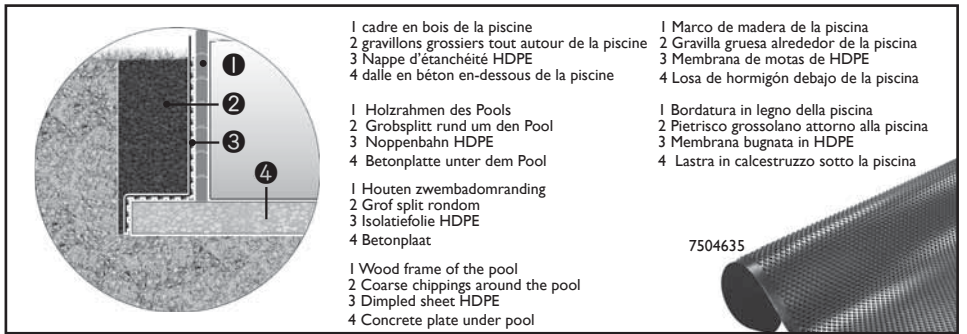 1
2
3
4
1 cadre en bois de la piscine
2 gravillons grossiers tout autour de la piscine
3 Nappe d'étanchéité HDPE
4 dalle en béton en-dessous de la piscine
1 Holzrahmen des Pools
2 Grobsplitt rund um den Pool
3 Noppenbahn HDPE
4 Betonplatte unter dem Pool
1 Houten zwembadomranding
2 Grof split rondom
3 Isolatiefolie HDPE
4 Betonplaat
1 Wood frame of the pool
2 Coarse chippings around the pool
3 Dimpled sheet HDPE
4 Concrete plate under pool
1 Marco de madera de la piscina
2 Gravilla gruesa alrededor de la piscina
3 Membrana de motas de HDPE
4 Losa de hormigón debajo de la piscina
1 Bordatura in legno della piscina
2 Pietrisco grossolano attorno alla piscina
3 Membrana bugnata in HDPE
4 Lastra in calcestruzzo sotto la piscina
7504635